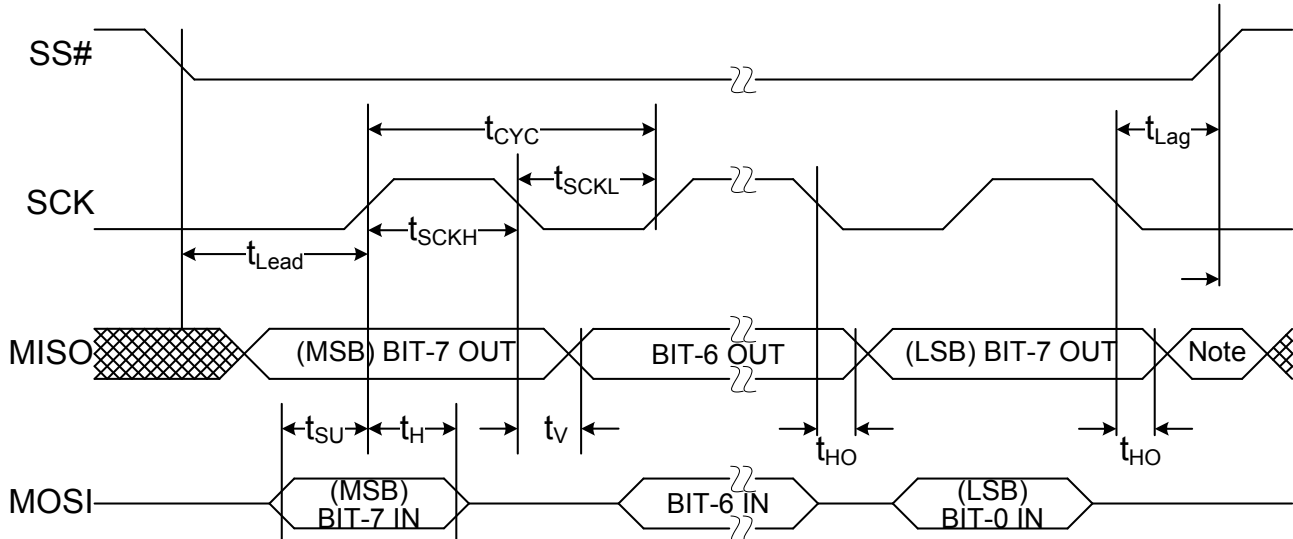 SS#
tCYC
tLag
tSCKL
SCK
tSCKH
tLead
MISO
(MSB) BIT-7 OUT
BIT-6 OUT
(LSB) BIT-7 OUT
Note
tSU
tH
tV
tHO
tHO
MOSI
(MSB)
BIT-7 IN
BIT-6 IN
(LSB)
BIT-0 IN